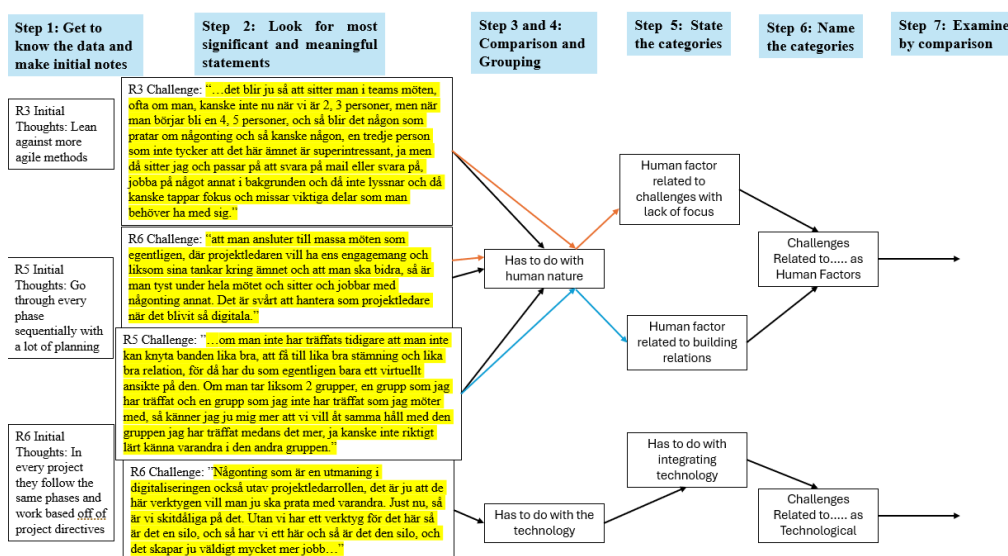 Step 1: Get to
know the data and
make initial notes
Step 2: Look for most
significant and meaningful
statements
Step 3 and 4:
Comparison and
Grouping
Step 5: State
the categories
Step 6: Name
the categories
Step 7: Examine
by comparison
R3 Initial
Thoughts: Lean
against more
agile methods
R5 Initial
Thoughts: Go
through every
phase
sequentially with
a lot of planning
R6 Initial
Thoughts: In
every project
they follow the
same phases and
work based off of
project directives
R3 Challenge: “…det blir ju så att sitter man i teams möten,
ofta om man, kanske inte nu när vi är 2, 3 personer, men när
man börjar bli en 4, 5 personer, och så blir det någon som
pratar om någonting och så kanske någon, en tredje person
som inte tycker att det här ämnet är superintressant, ja men
då sitter jag och passar på att svara på mail eller svara på,
jobba på något annat i bakgrunden och då inte lyssnar och då
kanske tappar fokus och missar viktiga delar som man
behöver ha med sig.”
R6 Challenge: “att man ansluter till massa möten som
egentligen, där projektledaren vill ha ens engagemang och
liksom sina tankar kring ämnet och att man ska bidra, så är
man tyst under hela mötet och sitter och jobbar med
någonting annat. Det är svårt att hantera som projektledare
när det blivit så digitala.”
R5 Challenge: ”…om man inte har träffats tidigare att man inte
kan knyta banden lika bra, att få till lika bra stämning och lika
bra relation, för då har du som egentligen bara ett virtuellt
ansikte på den. Om man tar liksom 2 grupper, en grupp som jag
har träffat och en grupp som jag inte har träffat som jag möter
med, så känner jag ju mig mer att vi vill åt samma håll med den
gruppen jag har träffat medans det mer, ja kanske inte riktigt
lärt känna varandra i den andra gruppen.”
R6 Challenge: ”Någonting som är en utmaning i
digitaliseringen också utav projektledarrollen, det är ju att de
här verktygen vill man ju ska prata med varandra. Just nu, så
är vi skitdåliga på det. Utan vi har ett verktyg för det här så
är det en silo, och så har vi ett här och så är det den silo, och
det skapar ju väldigt mycket mer jobb…”
Has to do with
human nature
Has to do with the
technology
Human factor
related to
challenges with
lack of focus
Human factor
related to building
relations
Has to do with
integrating
technology
Challenges
Related to….. as
Human Factors
Challenges
Related to….. as
Technological